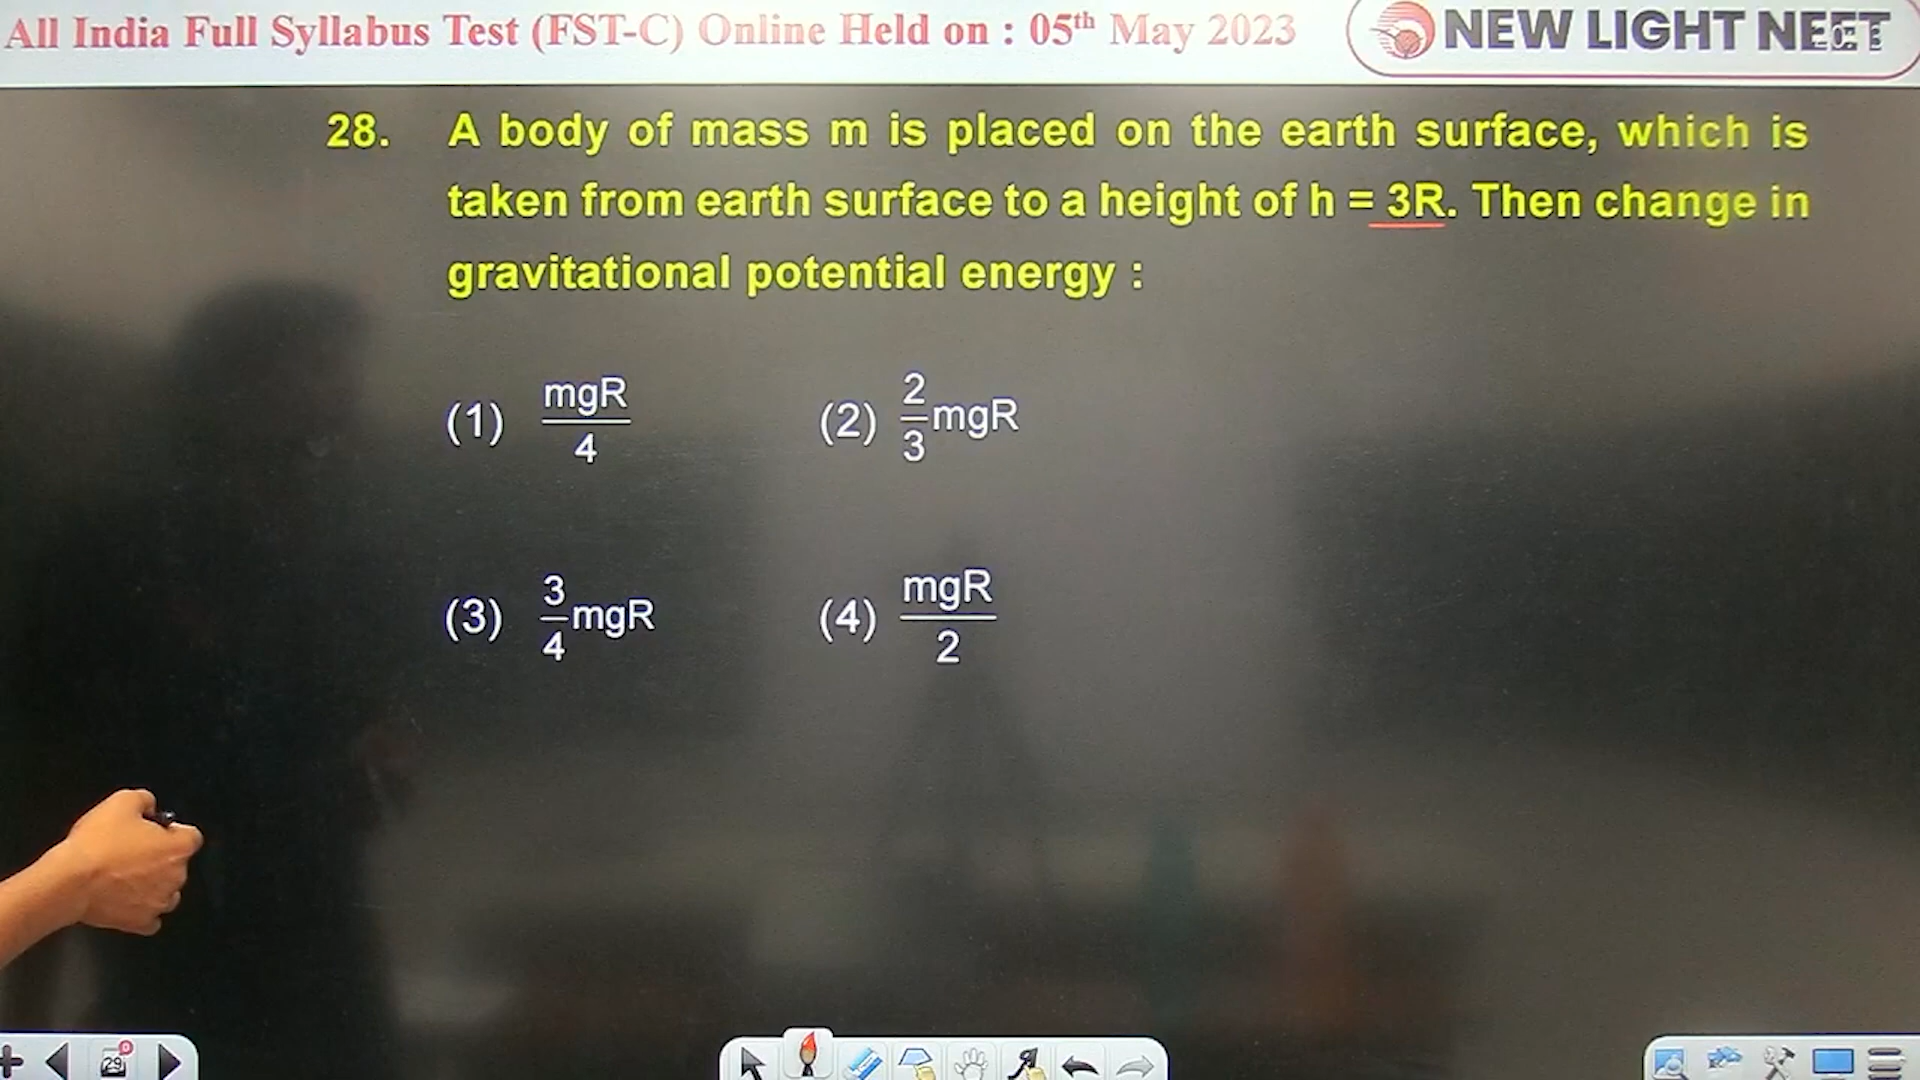 All India Full Syllabus Test (FST-C) Online Held on : 05th May 2023
NEW LIGHT NEET
28. A body of mass m is placed on the earth surface, which is
taken from earth surface to a height of h = 3R. Then change in
gravitational potential energy :
(1) mgR/4 (2) 2/3 mgR
(3) 3/4 mgR (4) mgR/2
29
0